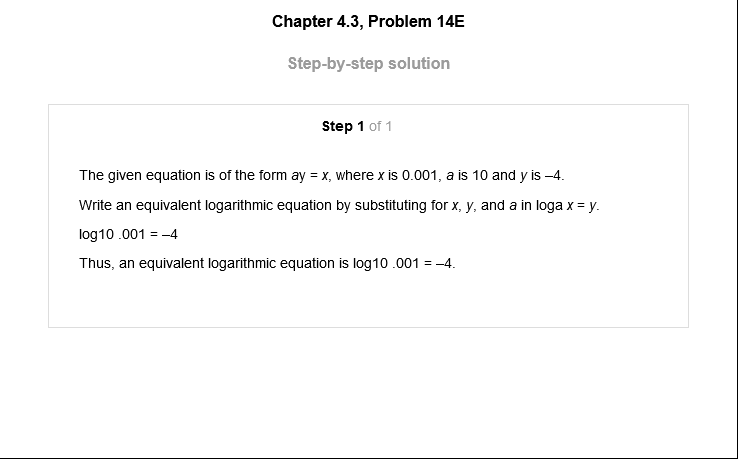 Chapter 4.3, Problem 14E
Step-by-step solution
Step 1 of 1
The given equation is of the form ay = x, where x is 0.001, a is 10 and y is –4.
Write an equivalent logarithmic equation by substituting for x, y, and a in loga x = y.
log10 .001 = –4
Thus, an equivalent logarithmic equation is log10 .001 = –4.